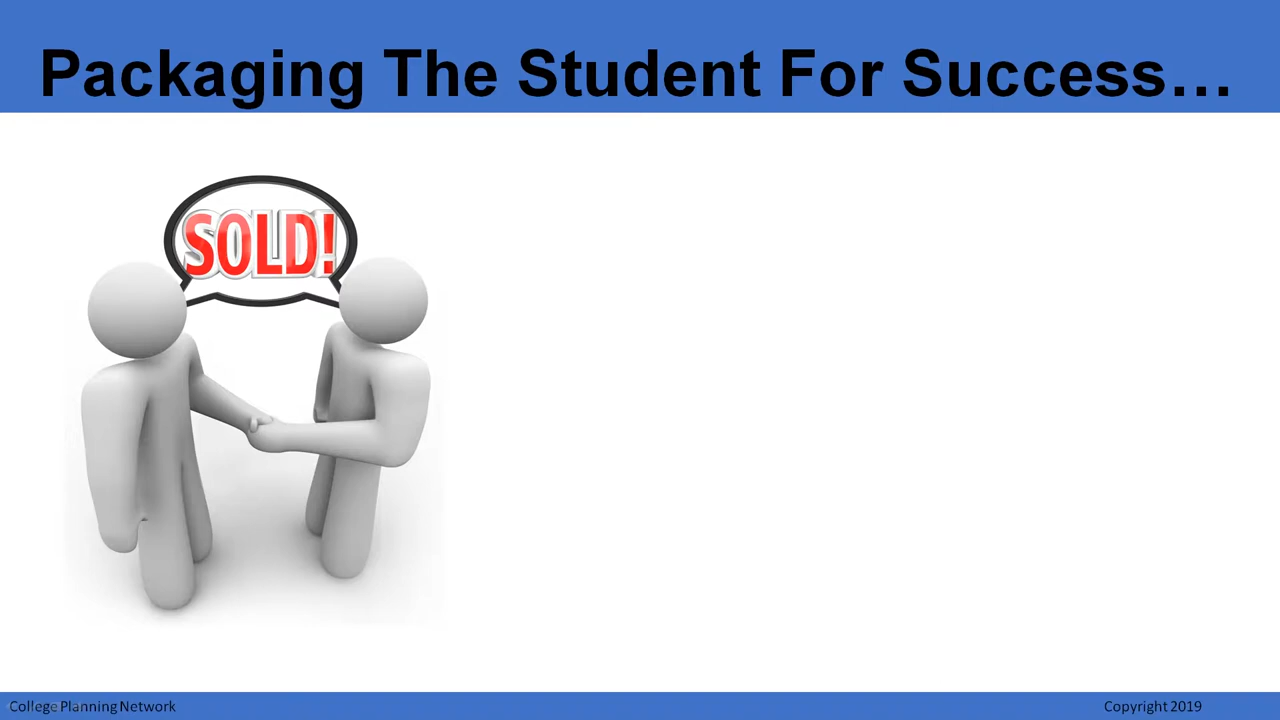 Packaging The Student For Success…
SOLD!
College Planning Network
Copyright 2019